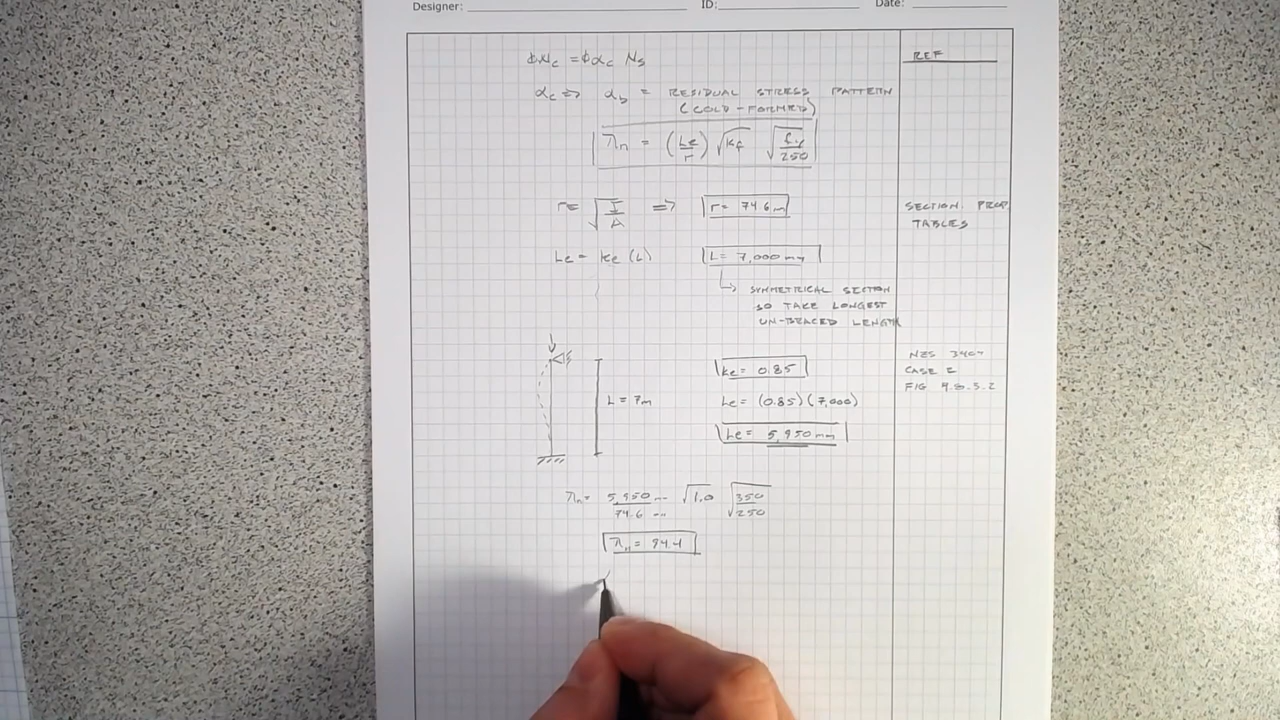 Designer: ID: Date:
ϕNc = ϕαc Ns
REF
αc => αb = RESIDUAL STRESS PATTERN
(COLD-FORMED)
λn = (Le/r) √kf √(fy/250)
r = √(I/A) => r = 74.6 mm
SECTION PROP
TABLES
Le = ke (L) L = 7,000 mm
↳ SYMMETRICAL SECTION
SO TAKE LONGEST
UN-BRACED LENGTH
ke = 0.85
NZS 3404
FIG 4.8.3.2
CASE
L = 7m
Le = (0.85)(7,000)
Le = 5,950 mm
λn = 5,950 mm/74.6 mm √1.0 √(350/250)
λn = 94.4